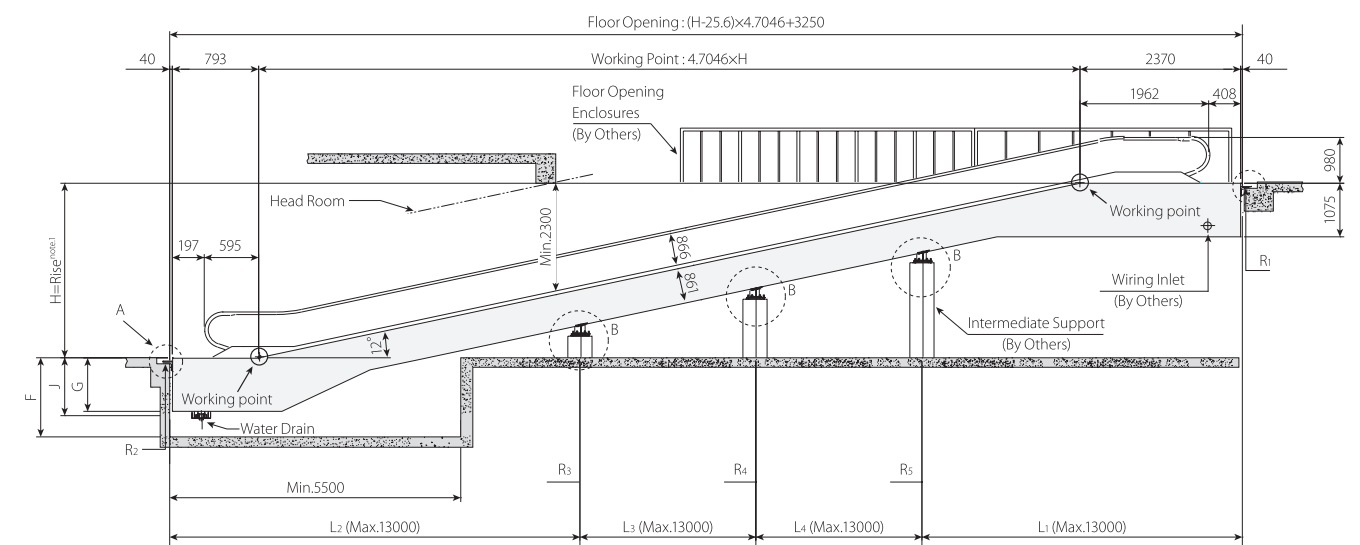 Floor Opening : (H-25.6)×4.7046+3250
40
793
Working Point : 4.7046×H
2370
40
Floor Opening
Enclosures
(By Others)
1962
408
980
Head Room
Working point
1075
H=Rise note.1
197
595
Min.2300
998
861
B
B
B
R1
Wiring Inlet
(By Others)
A
12°
Intermediate Support
(By Others)
F
J
G
Working point
Water Drain
R2
R3
R4
R5
Min.5500
L2 (Max.13000)
L3 (Max.13000)
L4 (Max.13000)
L1 (Max.13000)